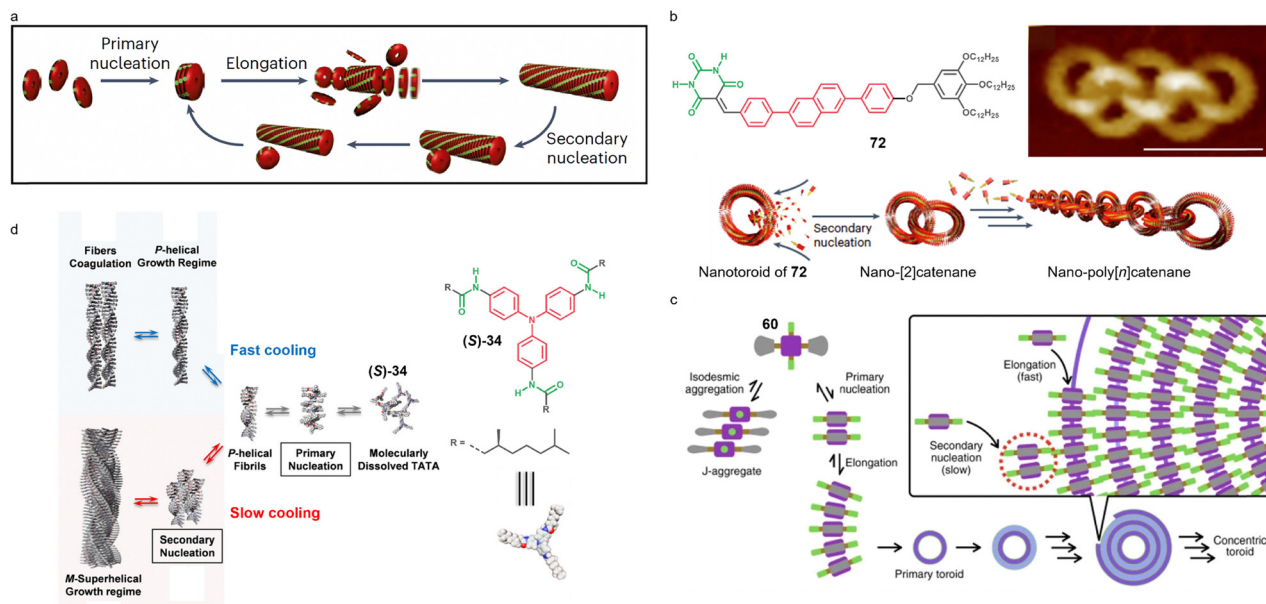 a
Primary
nucleation
Elongation
Secondary
nucleation
b
O
H
N
N
H
O
O
O
OC12H25
OC12H25
OC12H25
72
Secondary
nucleation
Nanotoroid of 72
Nano-[2]catenane
Nano-poly[n]catenane
c
60
Isodesmic
aggregation
Primary
nucleation
J-aggregate
Elongation
Elongation
(fast)
Secondary
nucleation
(slow)
Primary toroid
Concentric
toroid
d
Fibers
Coagulation
P-helical
Growth Regime
Fast cooling
(S)-34
P-helical
Fibrils
Primary
Nucleation
Molecularly
Dissolved TATA
Slow cooling
Secondary
Nucleation
M-Superhelical
Growth regime
R
O
H
N
R
O
N
H
N
(S)-34
H
N
O
R
R =